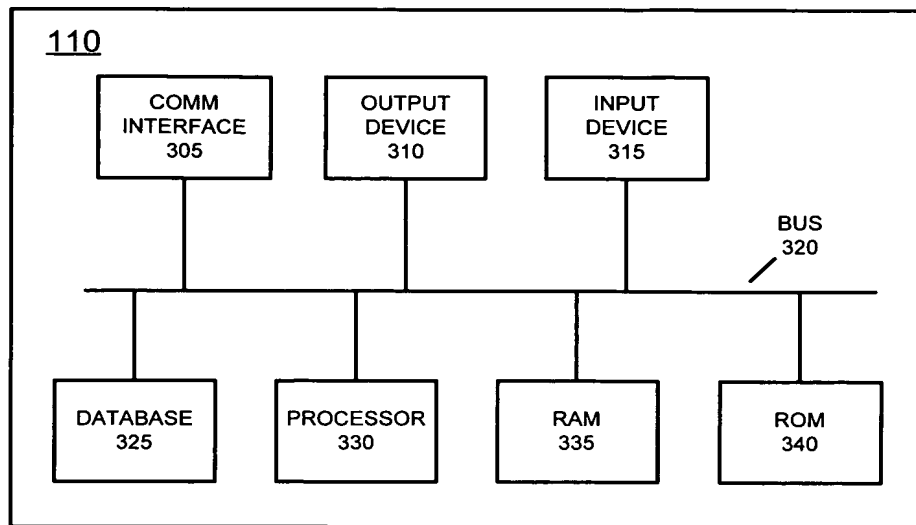 110
COMM
INTERFACE
305
OUTPUT
DEVICE
310
INPUT
DEVICE
315
BUS
320
DATABASE
325
PROCESSOR
330
RAM
335
ROM
340